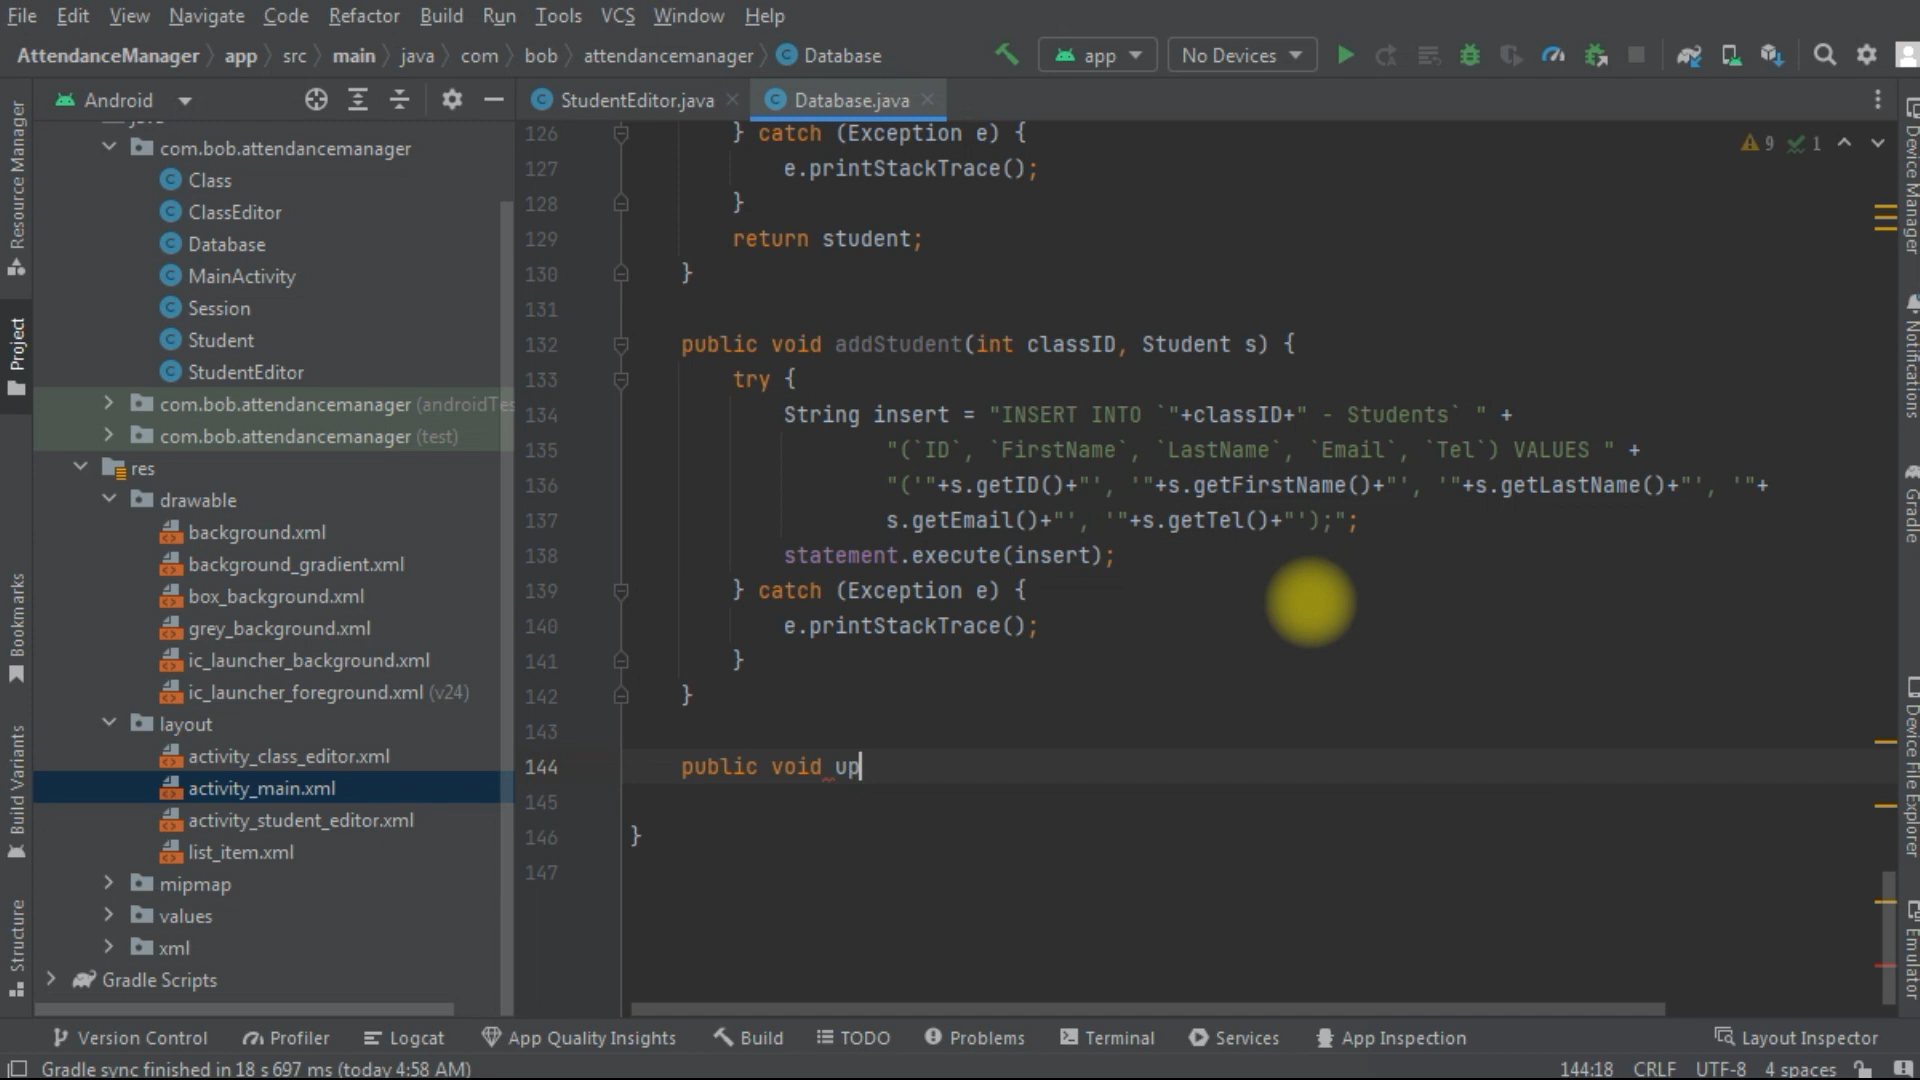 File Edit View Navigate Code Refactor Build Run Tools VCS Window Help
AttendanceManager app src main java com bob attendancemanager Database app No Devices
Android StudentEditor.java Database.java
com.bob.attendancemanager
Class
ClassEditor
Database
MainActivity
Session
Student
StudentEditor
com.bob.attendancemanager (androidTes
com.bob.attendancemanager (test)
res
drawable
background.xml
background_gradient.xml
box_background.xml
grey_background.xml
ic_launcher_background.xml
ic_launcher_foreground.xml (v24)
layout
activity_class_editor.xml
activity_main.xml
activity_student_editor.xml
list_item.xml
mipmap
values
xml
Gradle Scripts
9 1
126 } catch (Exception e) {
127 e.printStackTrace();
128 }
129 return student;
130 }
131
132 public void addStudent(int classID, Student s) {
133 try {
134 String insert = "INSERT INTO `"+classID+" - Students` " +
135 "(`ID`, `FirstName`, `LastName`, `Email`, `Tel`) VALUES " +
136 "('"+s.getID()+"', '"+s.getFirstName()+"', '"+s.getLastName()+"', '"+
137 s.getEmail()+"', '"+s.getTel()+"');";
138 statement.execute(insert);
139 } catch (Exception e) {
140 e.printStackTrace();
141 }
142 }
143
144 public void up
145
146 }
147
Resource Manager
Project
Bookmarks
Build Variants
Structure
Device Manager
Notifications
Gradle
Device File Explorer
Emulator
Version Control Profiler Logcat App Quality Insights Build TODO Problems Terminal Services App Inspection Layout Inspector
Gradle sync finished in 18 s 697 ms (today 4:58 AM) 144:18 CRLF UTF-8 4 spaces